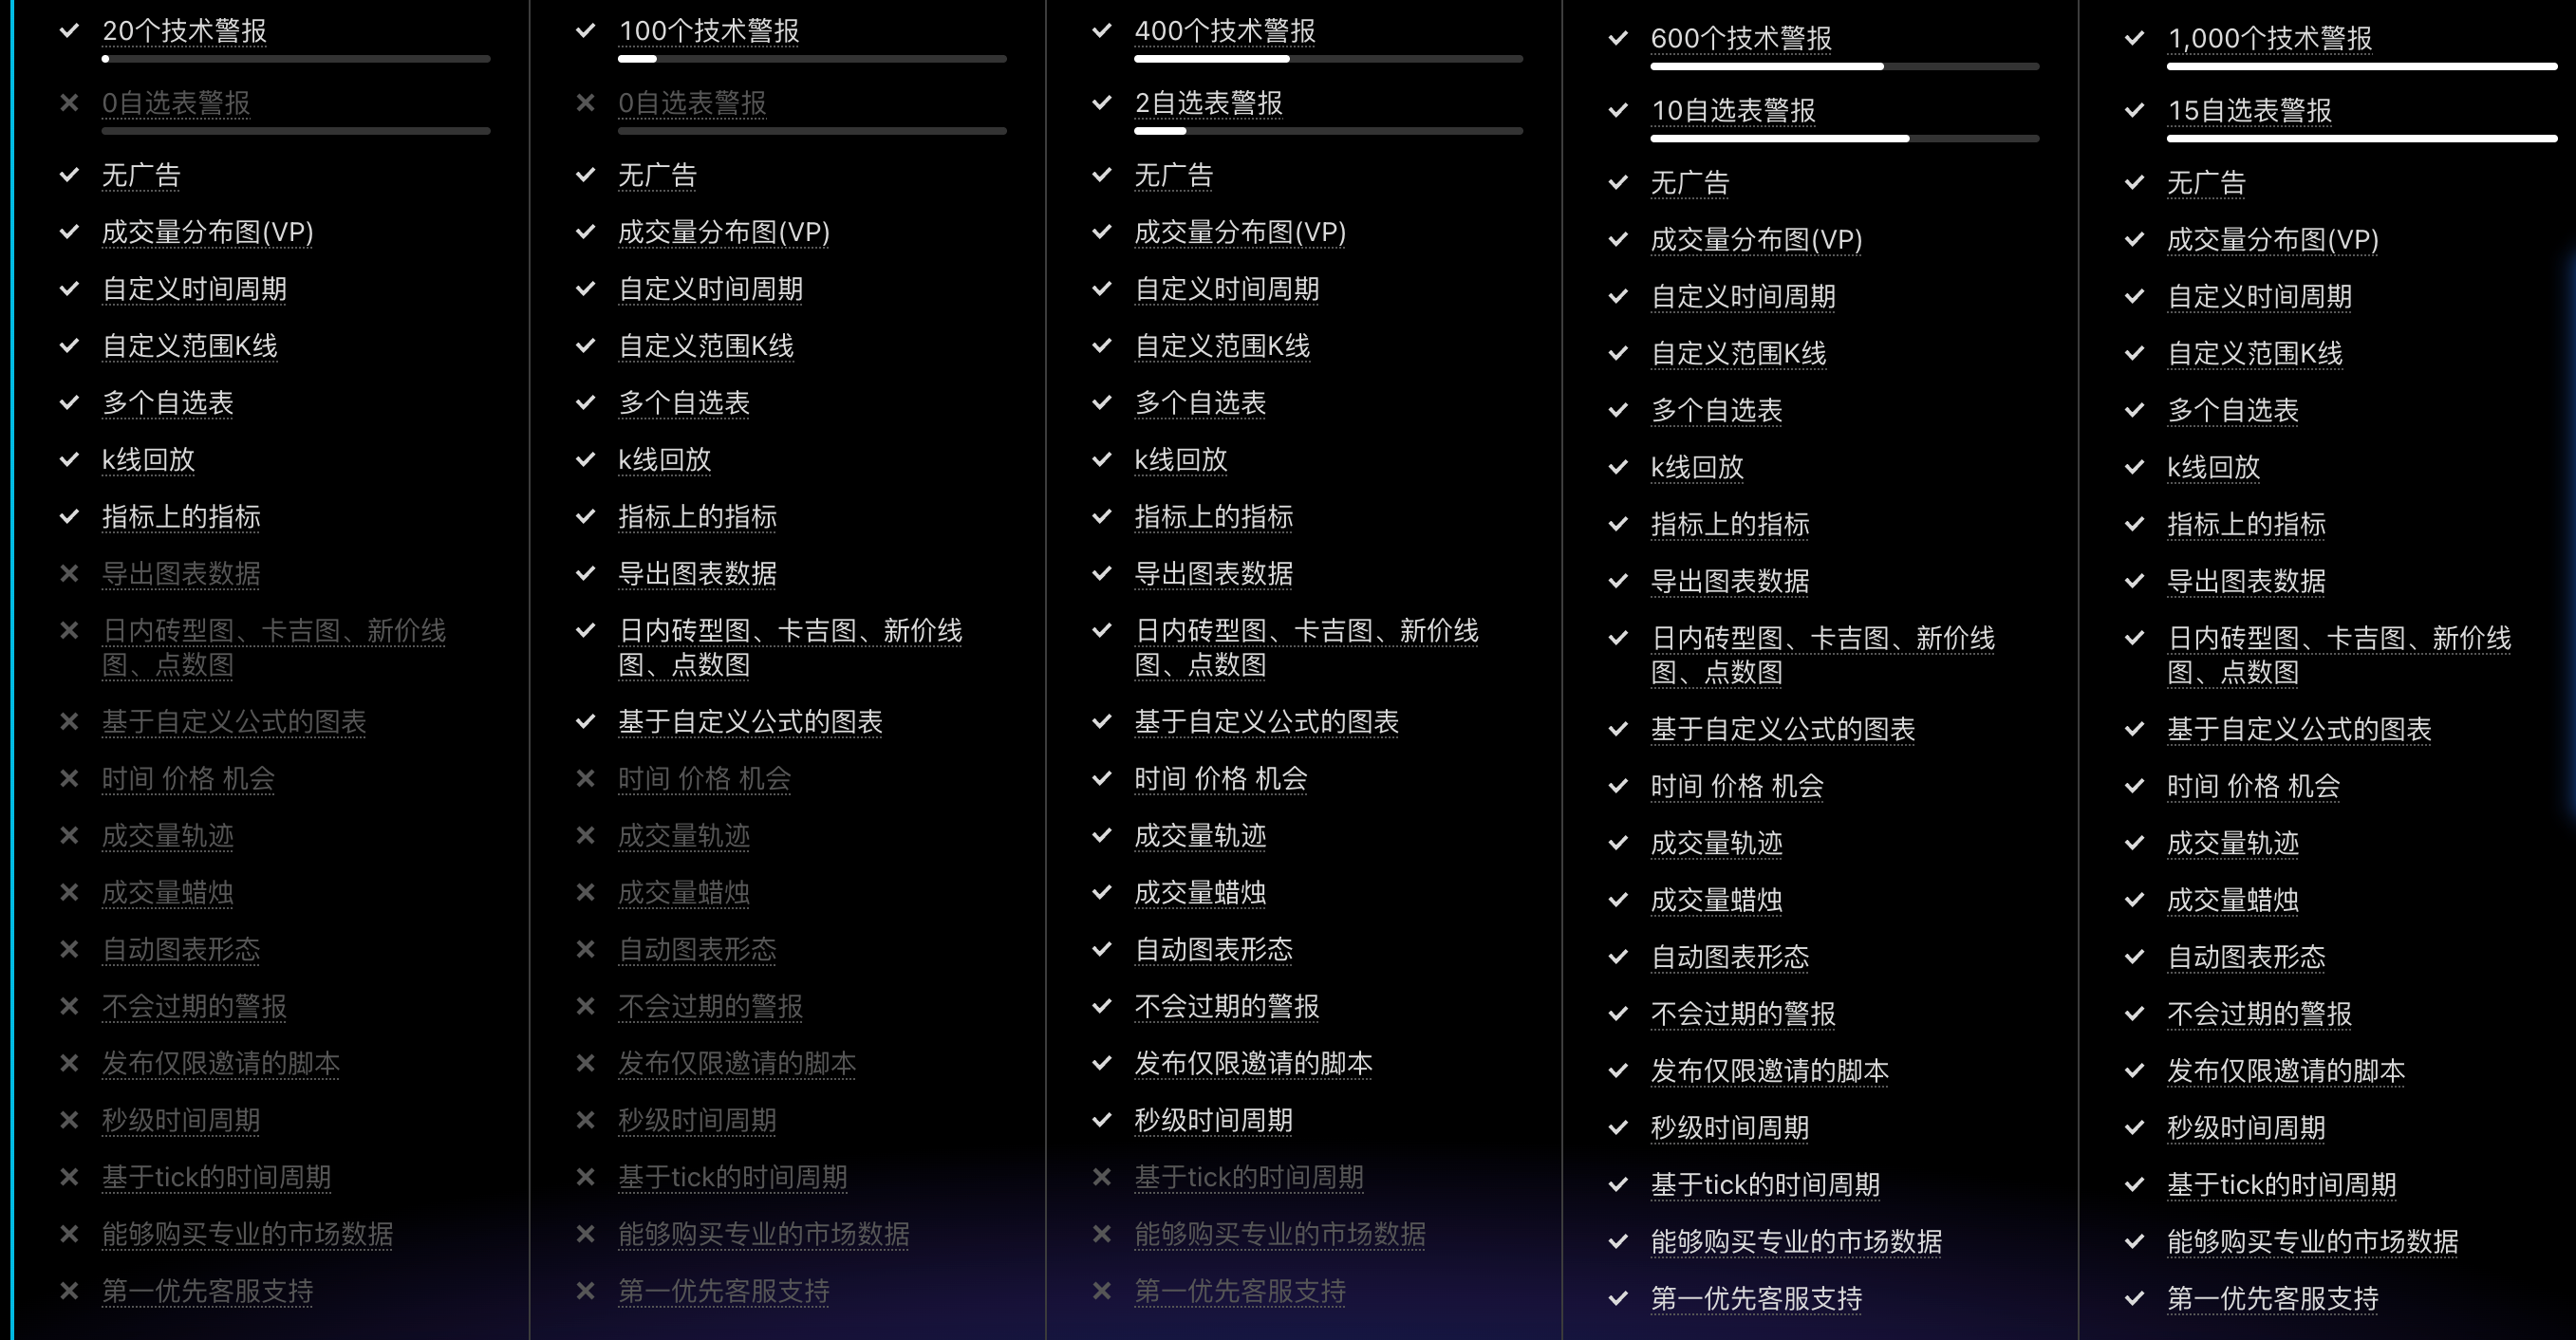 20个技术警报
0自选表警报
无广告
成交量分布图(VP)
自定义时间周期
自定义范围K线
多个自选表
k线回放
指标上的指标
导出图表数据
日内砖型图、卡吉图、新价线
图、点数图
基于自定义公式的图表
时间 价格 机会
成交量轨迹
成交量蜡烛
自动图表形态
不会过期的警报
发布仅限邀请的脚本
秒级时间周期
基于tick的时间周期
能够购买专业的市场数据
第一优先客服支持
100个技术警报
0自选表警报
无广告
成交量分布图(VP)
自定义时间周期
自定义范围K线
多个自选表
k线回放
指标上的指标
导出图表数据
日内砖型图、卡吉图、新价线
图、点数图
基于自定义公式的图表
时间 价格 机会
成交量轨迹
成交量蜡烛
自动图表形态
不会过期的警报
发布仅限邀请的脚本
秒级时间周期
基于tick的时间周期
能够购买专业的市场数据
第一优先客服支持
400个技术警报
2自选表警报
无广告
成交量分布图(VP)
自定义时间周期
自定义范围K线
多个自选表
k线回放
指标上的指标
导出图表数据
日内砖型图、卡吉图、新价线
图、点数图
基于自定义公式的图表
时间 价格 机会
成交量轨迹
成交量蜡烛
自动图表形态
不会过期的警报
发布仅限邀请的脚本
秒级时间周期
基于tick的时间周期
能够购买专业的市场数据
第一优先客服支持
600个技术警报
10自选表警报
无广告
成交量分布图(VP)
自定义时间周期
自定义范围K线
多个自选表
k线回放
指标上的指标
导出图表数据
日内砖型图、卡吉图、新价线
图、点数图
基于自定义公式的图表
时间 价格 机会
成交量轨迹
成交量蜡烛
自动图表形态
不会过期的警报
发布仅限邀请的脚本
秒级时间周期
基于tick的时间周期
能够购买专业的市场数据
第一优先客服支持
1,000个技术警报
15自选表警报
无广告
成交量分布图(VP)
自定义时间周期
自定义范围K线
多个自选表
k线回放
指标上的指标
导出图表数据
日内砖型图、卡吉图、新价线
图、点数图
基于自定义公式的图表
时间 价格 机会
成交量轨迹
成交量蜡烛
自动图表形态
不会过期的警报
发布仅限邀请的脚本
秒级时间周期
基于tick的时间周期
能够购买专业的市场数据
第一优先客服支持